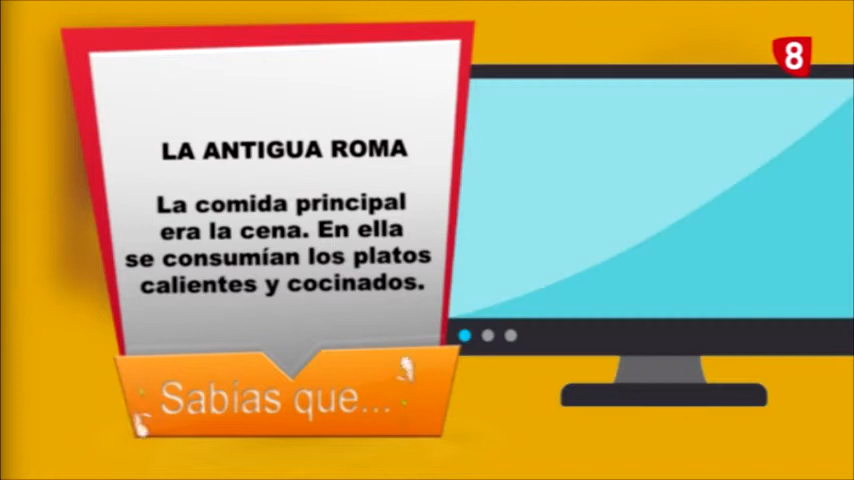 8
LA ANTIGUA ROMA
La comida principal
era la cena. En ella
se consumían los platos
calientes y cocinados.
Sabías que...